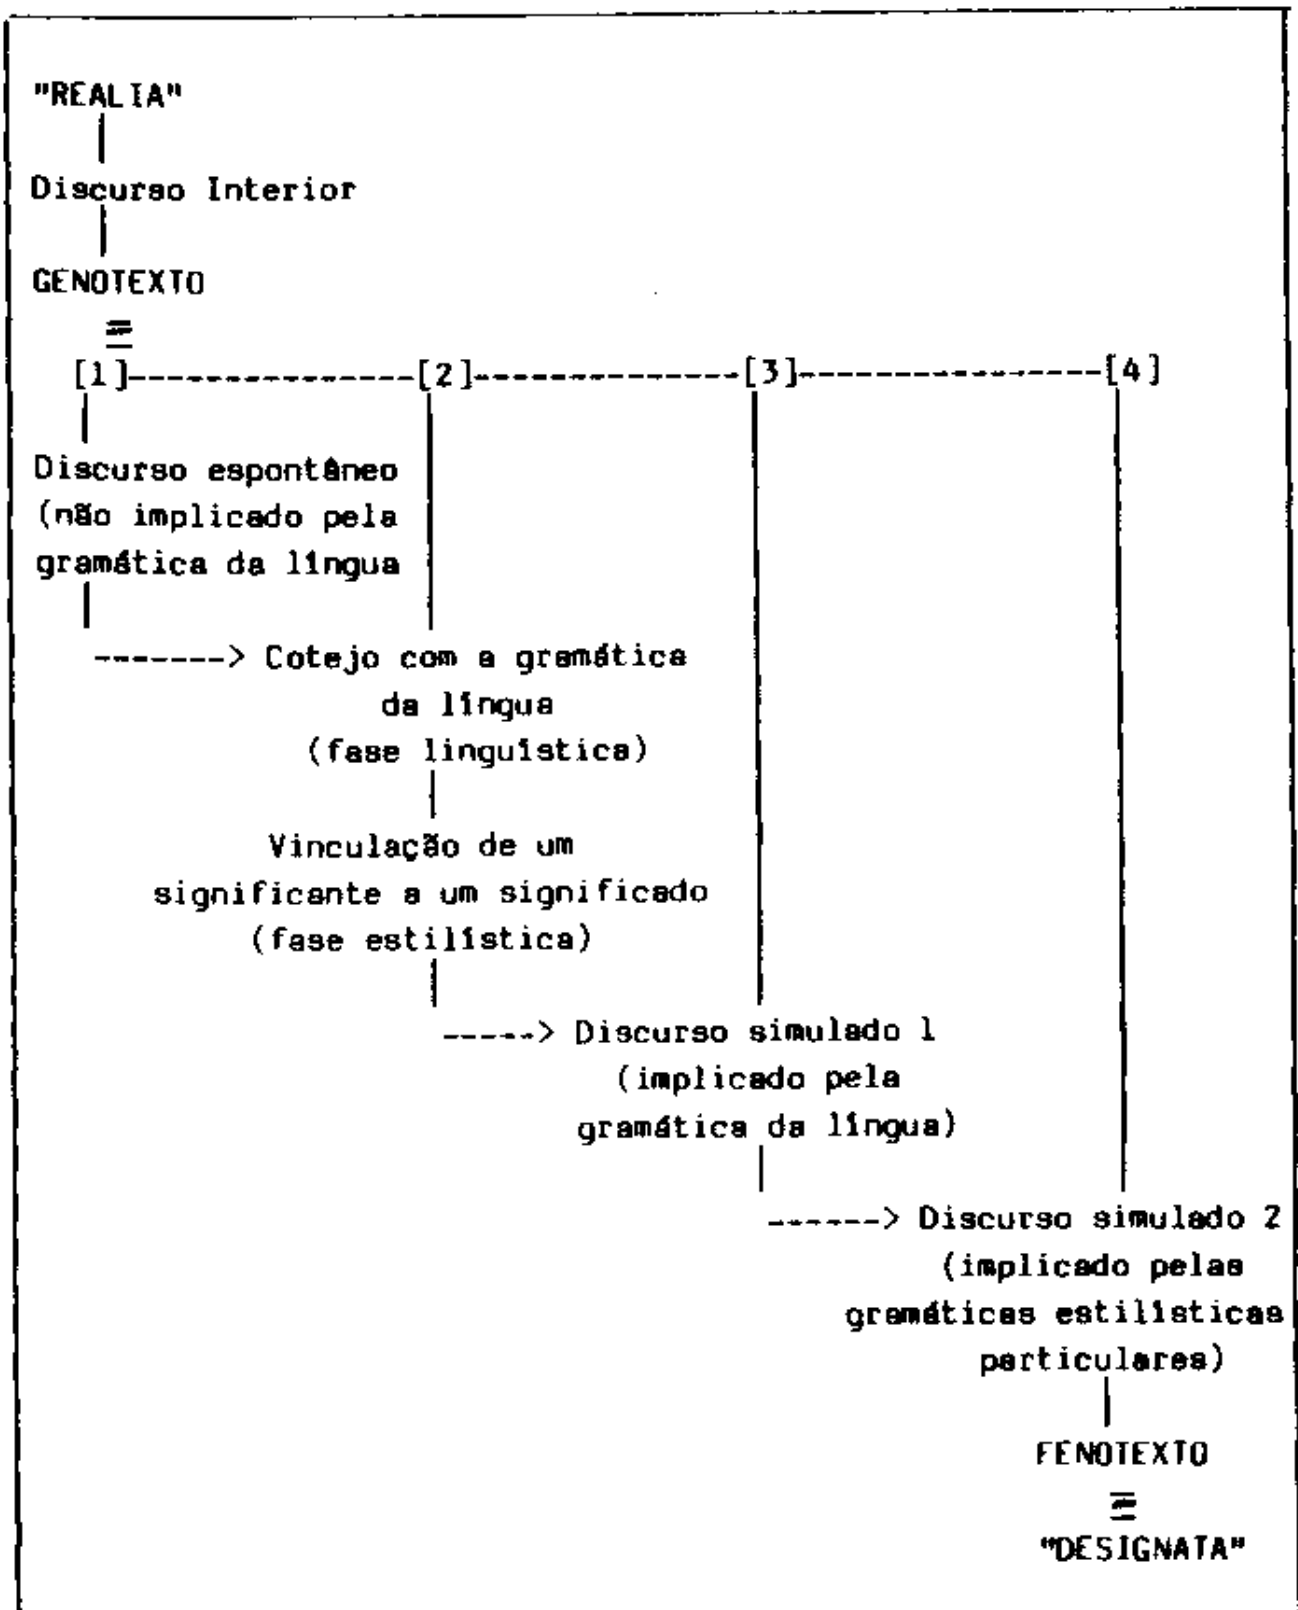 "REALIA"
Discurso Interior
GENOTEXTO
=
[1]---------------[2]--------------[3]----------------[4]
Discurso espontâneo
(não implicado pela
gramática da língua
-------> Cotejo com a gramática
da língua
(fase linguística)
Vinculação de um
significante a um significado
(fase estilística)
-----> Discurso simulado 1
(implicado pela
gramática da língua)
------> Discurso simulado 2
(implicado pelas
gramáticas estilísticas
particulares)
FENOTEXTO
=
"DESIGNATA"